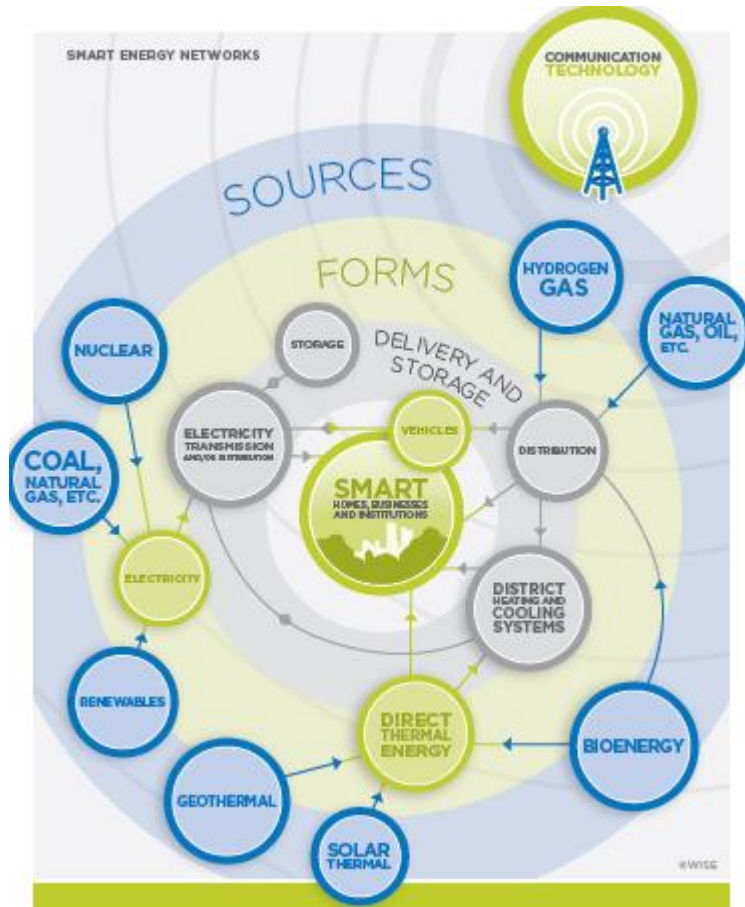 SMART ENERGY NETWORKS
COMMUNICATION
TECHNOLOGY
SOURCES
FORMS
DELIVERY AND
STORAGE
HYDROGEN
GAS
NATURAL
GAS, OIL,
ETC.
NUCLEAR
STORAGE
ELECTRICITY
TRANSMISSION
AND/OR DISTRIBUTION
VEHICLES
DISTRIBUTION
COAL,
NATURAL
GAS, ETC.
SMART
HOMES, BUSINESSES
AND INSTITUTIONS
ELECTRICITY
DISTRICT
HEATING AND
COOLING
SYSTEMS
RENEWABLES
DIRECT
THERMAL
ENERGY
BIOENERGY
GEOTHERMAL
SOLAR
THERMAL